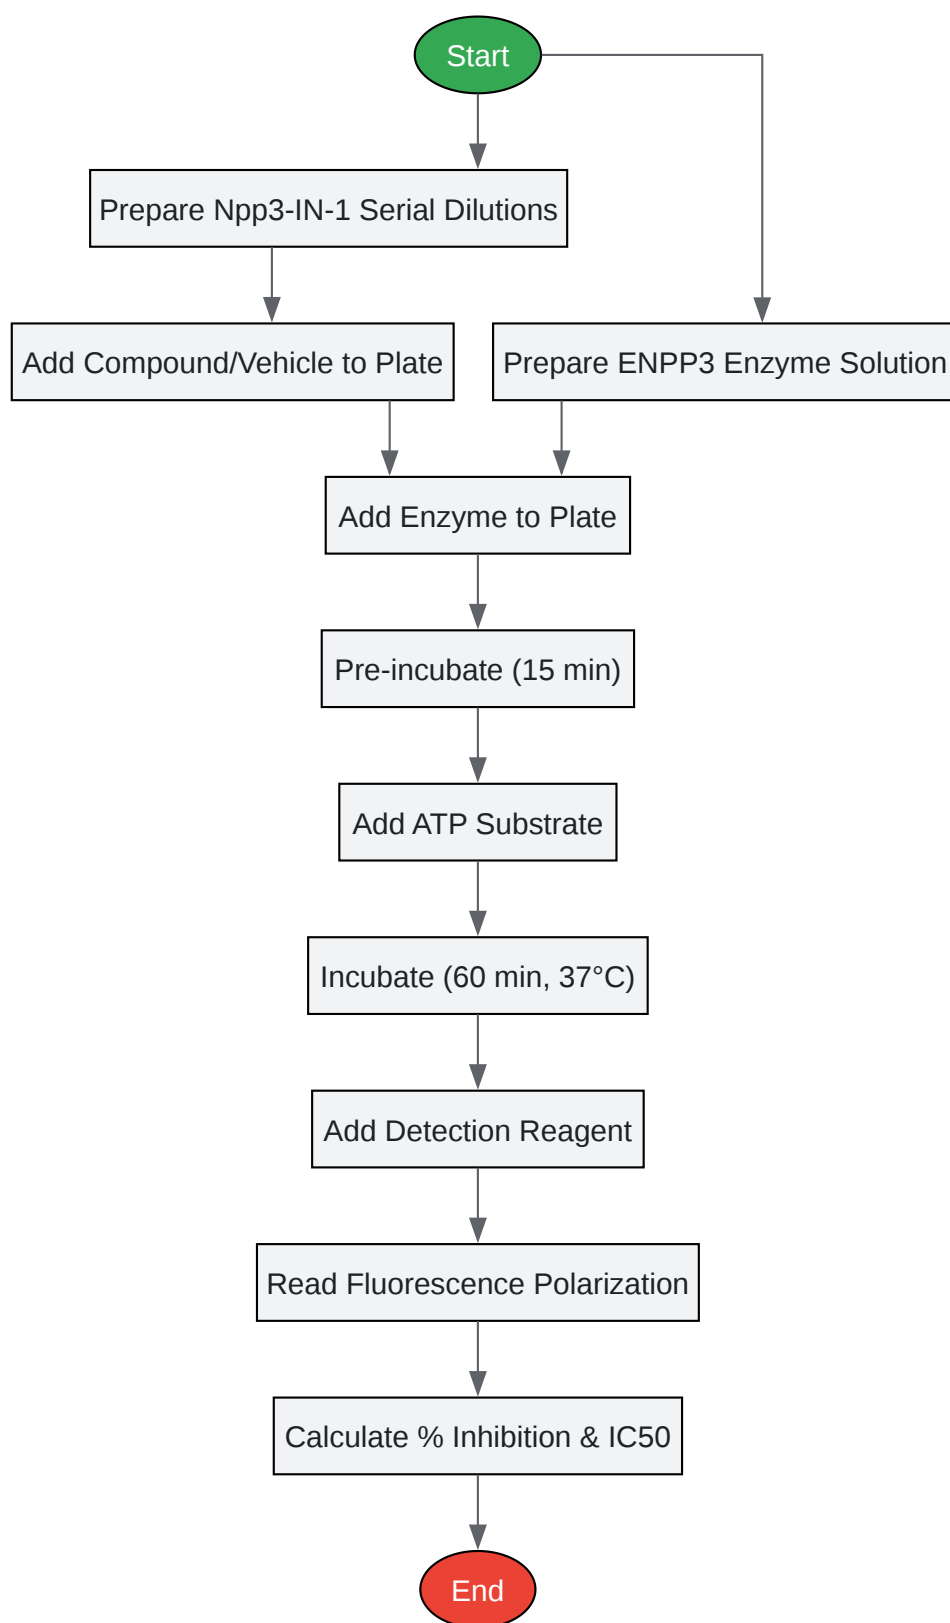 Start
Prepare Npp3-IN-1 Serial Dilutions
Add Compound/Vehicle to Plate
Prepare ENPP3 Enzyme Solution
Add Enzyme to Plate
Pre-incubate (15 min)
Add ATP Substrate
Incubate (60 min, 37°C)
Add Detection Reagent
Read Fluorescence Polarization
Calculate % Inhibition & IC50
End